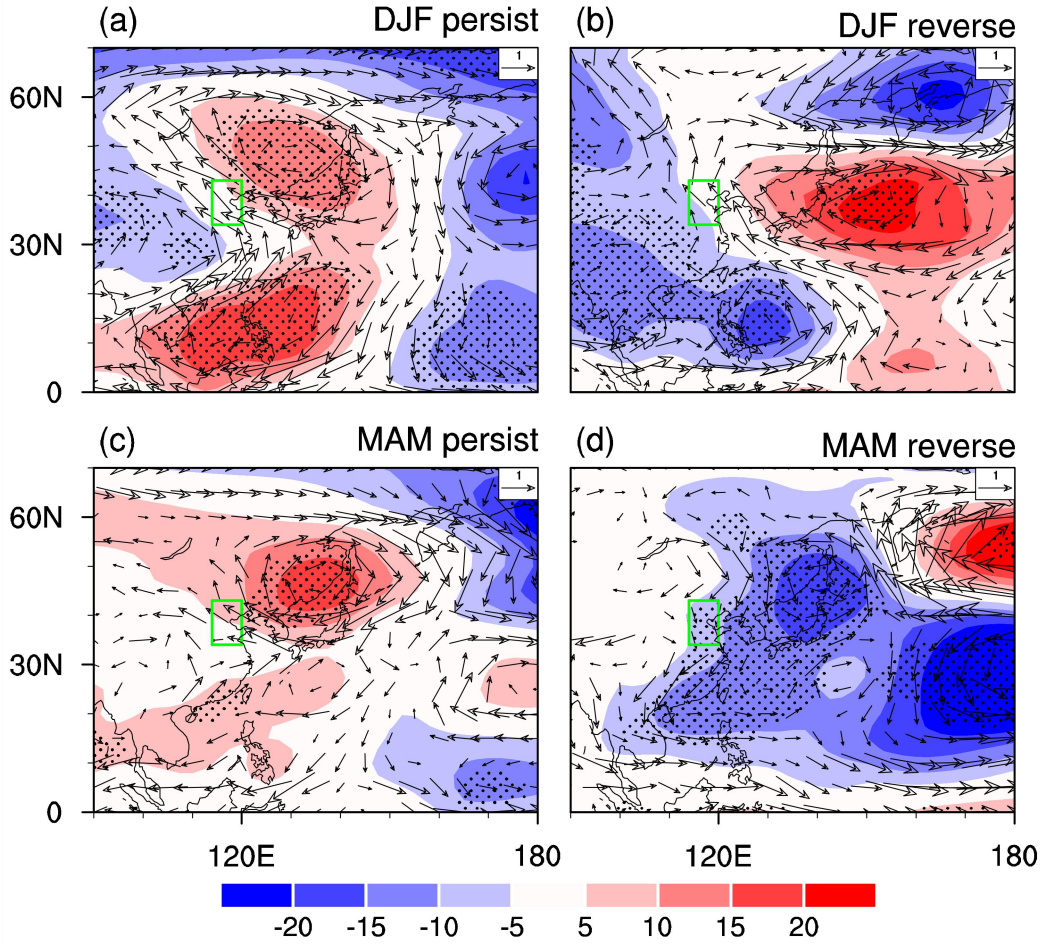 (a) DJF persist
(b) DJF reverse
1
1
60N
30N
0
(c) MAM persist
(d) MAM reverse
1
1
60N
30N
0
120E 180 120E 180
-20 -15 -10 -5 5 10 15 20